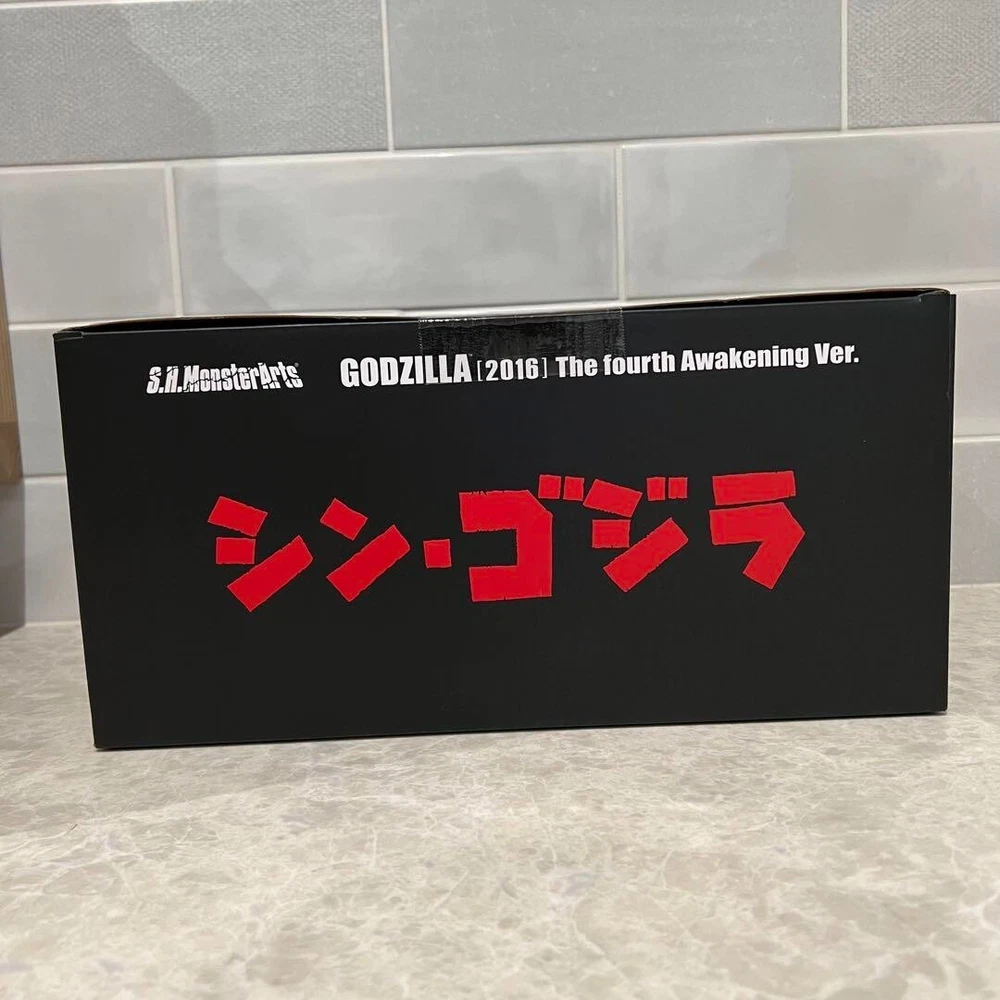 S.H.MonsterArts GODZILLA [2016] The fourth Awakening Ver.
シン・ゴジラ